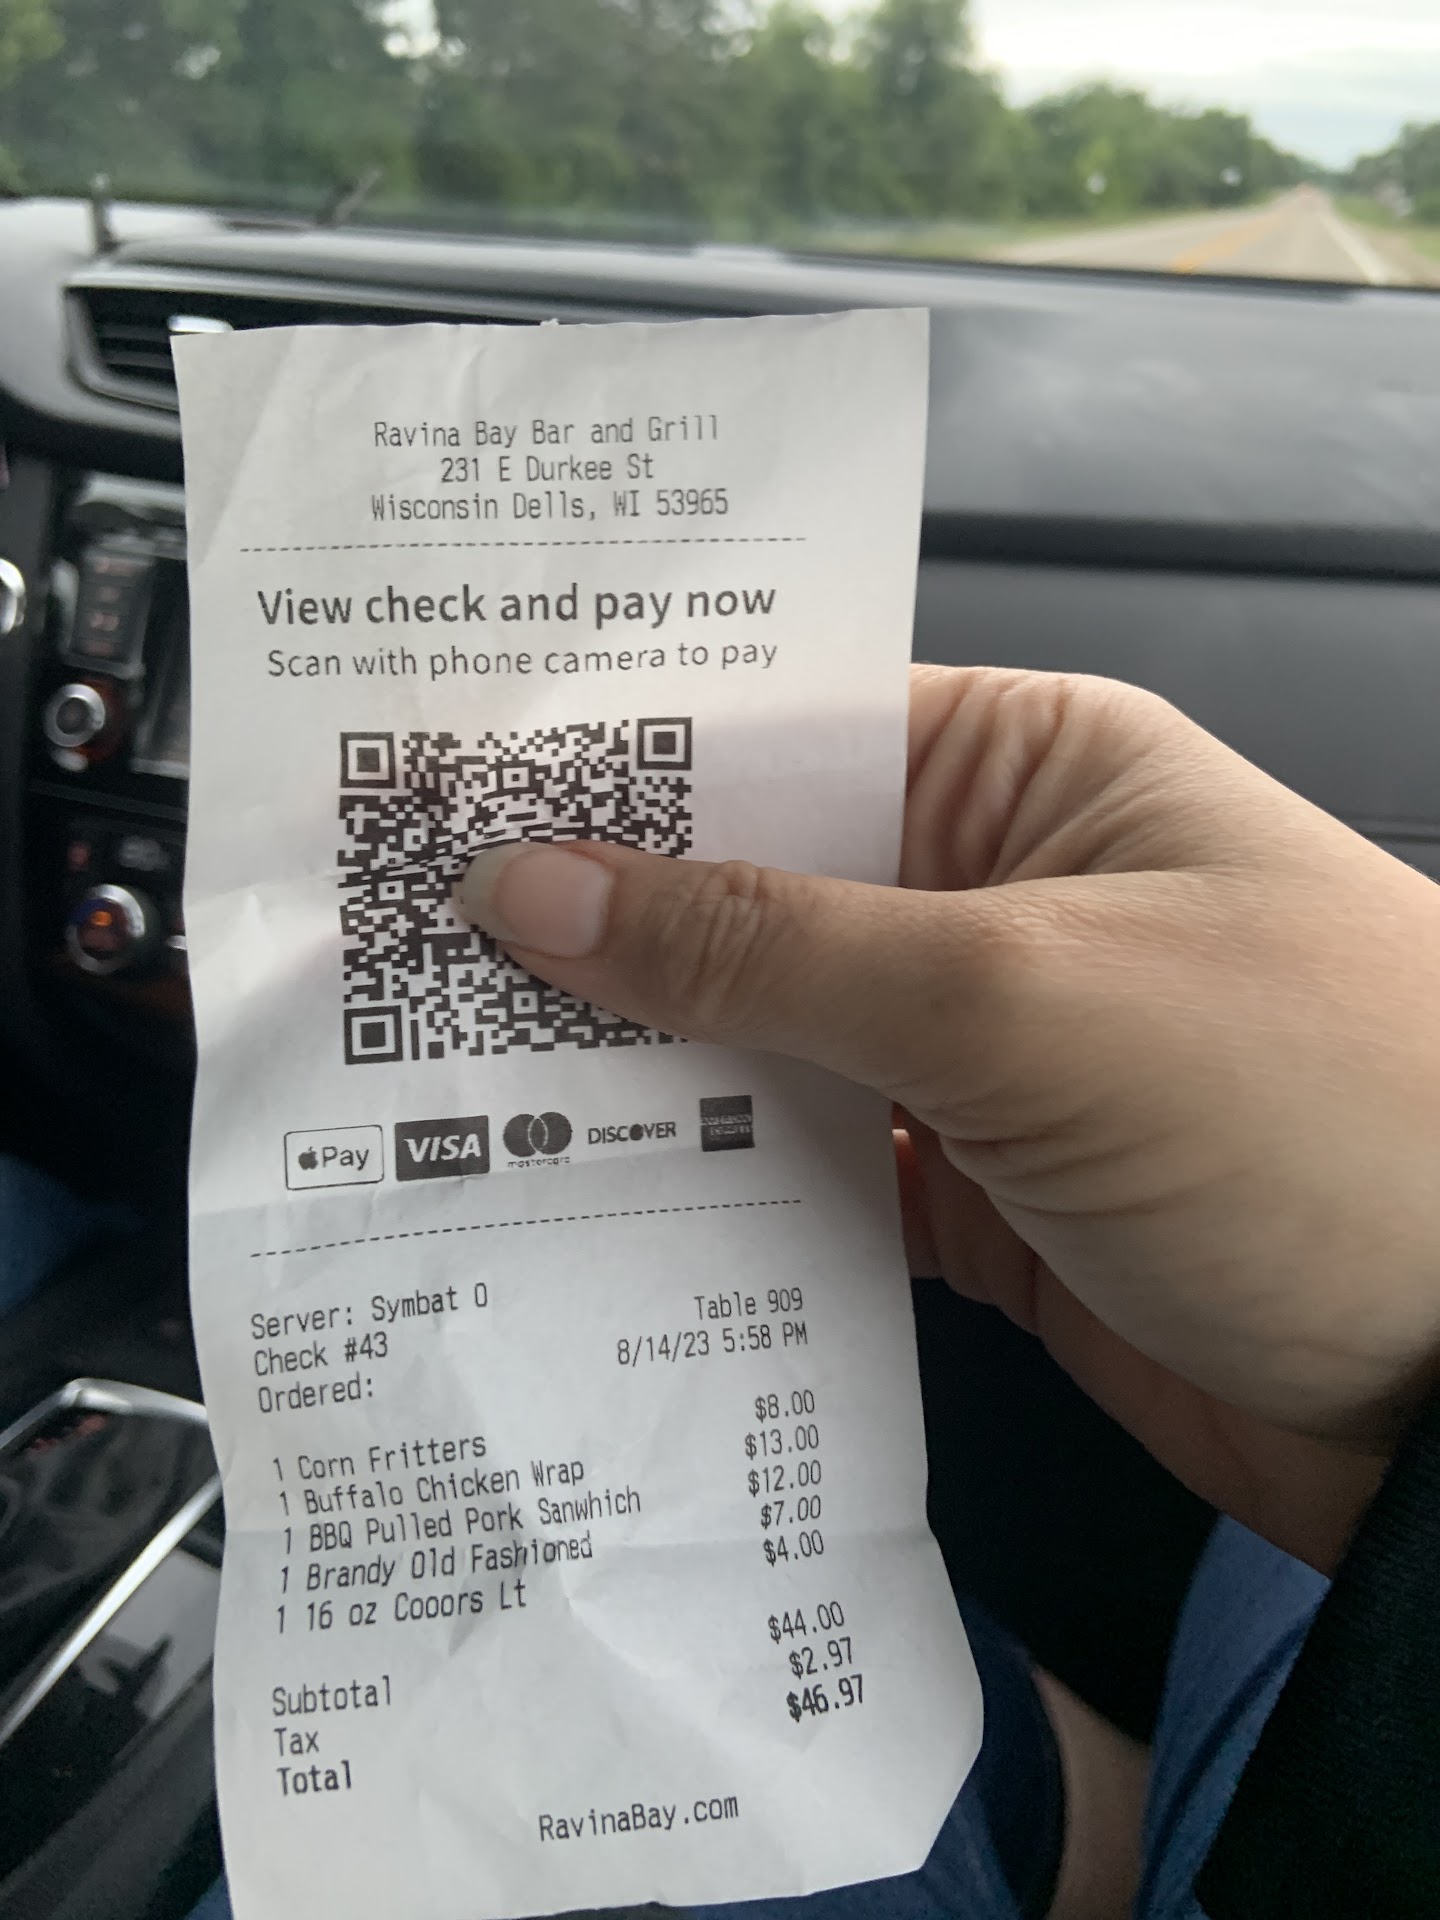 Ravina Bay Bar and Grill
231 E Durkee St
Wisconsin Dells, WI 53965
View check and pay now
Scan with phone camera to pay
Pay VISA mastercard DISCOVER
Server: Symbat O
Check #43 Table 909
Ordered: 8/14/23 5:58 PM
1 Corn Fritters $8.00
1 Buffalo Chicken Wrap $13.00
1 BBQ Pulled Pork Sanwhich $12.00
1 Brandy Old Fashioned $7.00
1 16 oz Cooors Lt $4.00
Subtotal $44.00
Tax $2.97
Total $46.97
RavinaBay.com